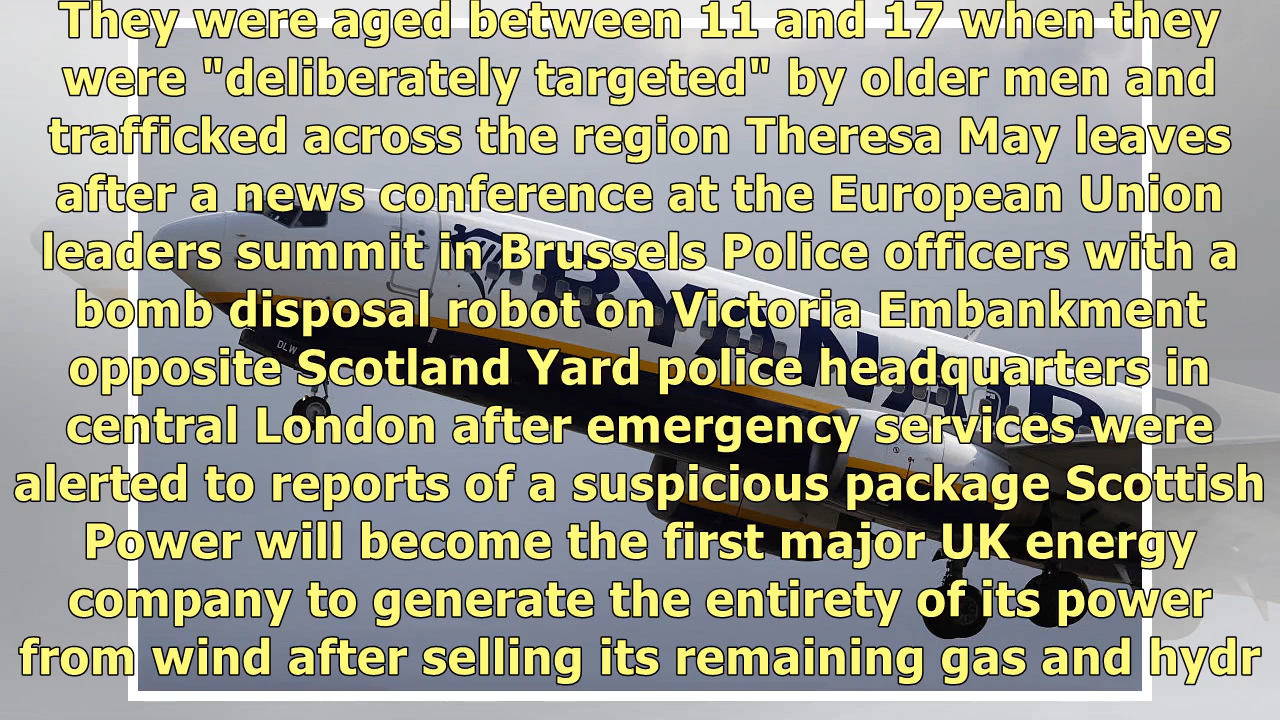 They were aged between 11 and 17 when they
were "deliberately targeted" by older men and
trafficked across the region Theresa May leaves
after a news conference at the European Union
leaders summit in Brussels Police officers with a
bomb disposal robot on Victoria Embankment
opposite Scotland Yard police headquarters in
central London after emergency services were
alerted to reports of a suspicious package Scottish
Power will become the first major UK energy
company to generate the entirety of its power
from wind after selling its remaining gas and hydr
RYANAIR
DLW